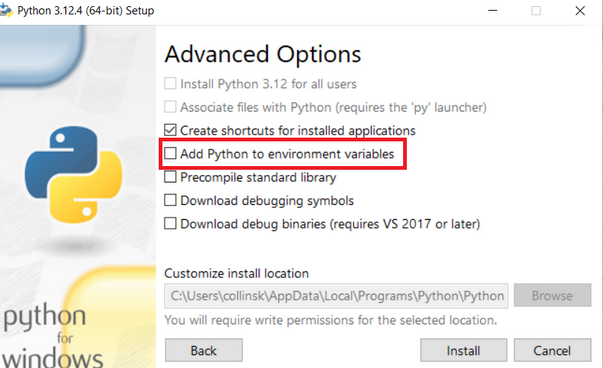 Python 3.12.4 (64-bit) Setup
Advanced Options
Install Python 3.12 for all users
Associate files with Python (requires the 'py' launcher)
Create shortcuts for installed applications
Add Python to environment variables
Precompile standard library
Download debugging symbols
Download debug binaries (requires VS 2017 or later)
Customize install location
C:\Users\collinsk\AppData\Local\Programs\Python\Python
Browse
You will require write permissions for the selected location.
python
for
windows
Back
Install
Cancel